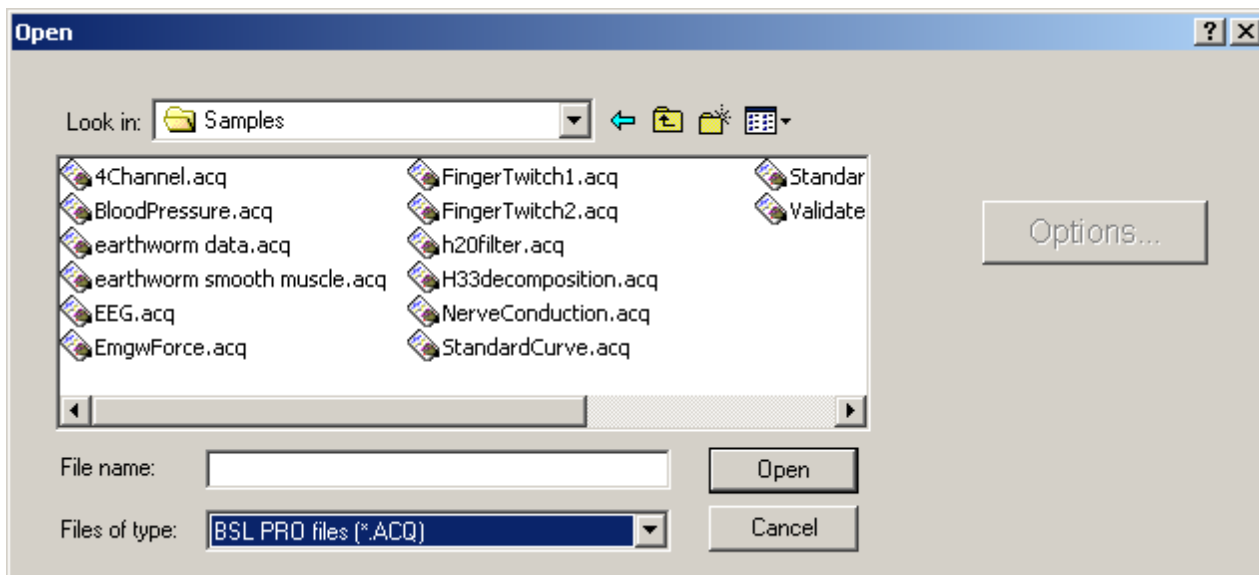 Open
Look in: Samples
4Channel.acq FingerTwitch1.acq Standar
BloodPressure.acq FingerTwitch2.acq Validate
earthworm data.acq h20filter.acq
earthworm smooth muscle.acq H33decomposition.acq
EEG.acq NerveConduction.acq
EmgwForce.acq StandardCurve.acq
Options...
File name: Open
Files of type: BSL PRO files (*.ACQ) Cancel